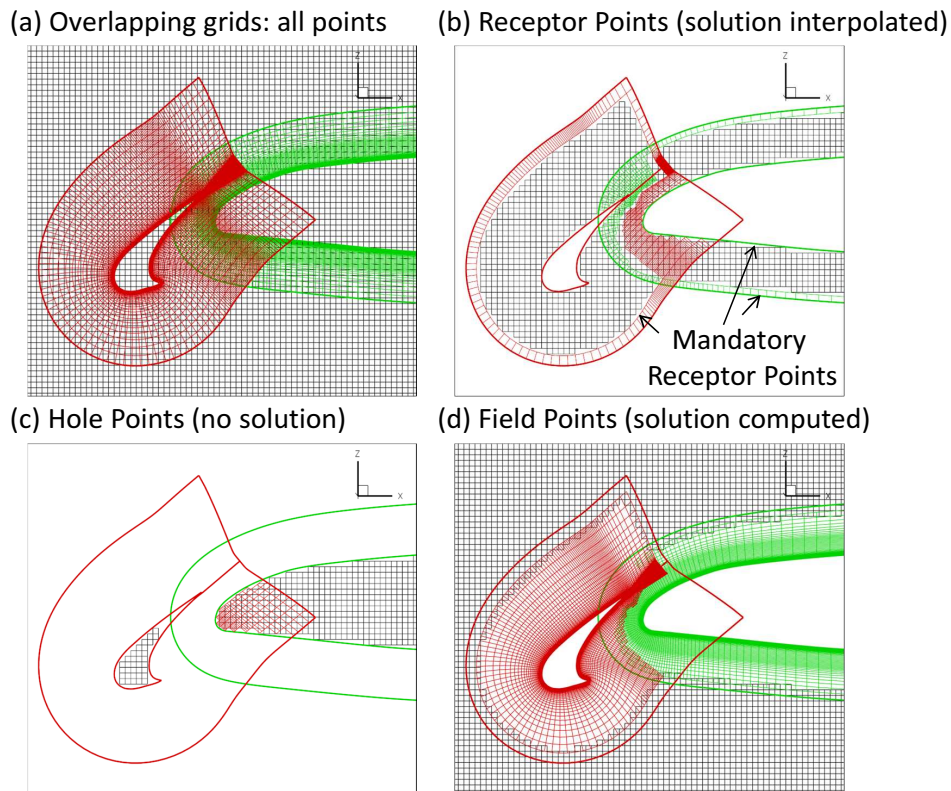 (a) Overlapping grids: all points
(b) Receptor Points (solution interpolated)
Z
X
Z
X
Mandatory
Receptor Points
(c) Hole Points (no solution)
(d) Field Points (solution computed)
Z
X
Z
X